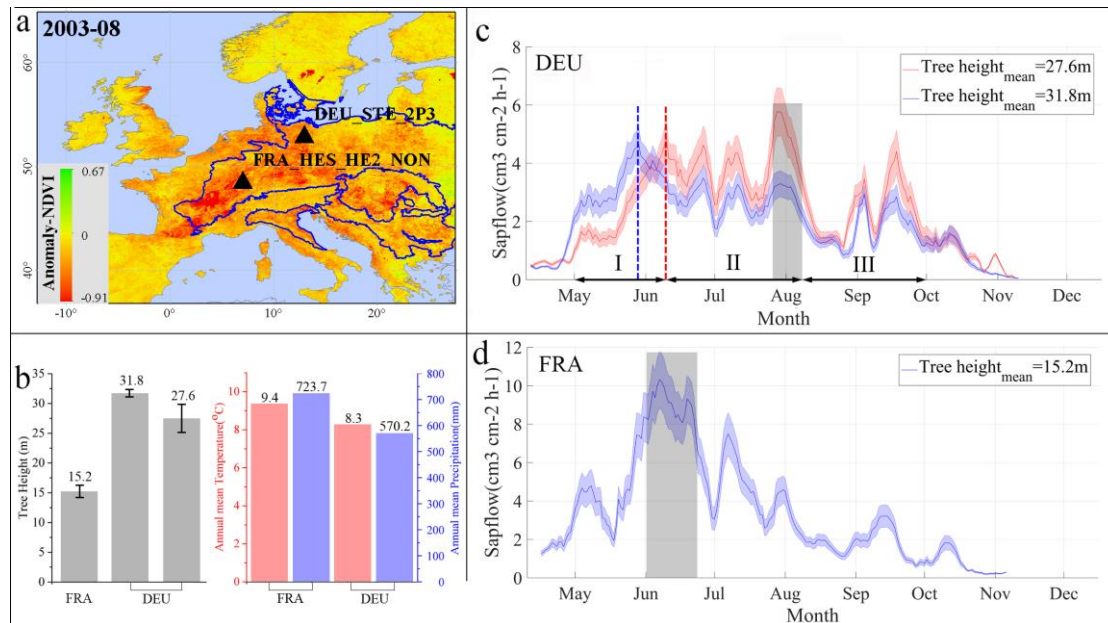 a
2003-08
60°
50°
40°
DEU_STE_2P3
FRA_HES_HE2_NON
Anomaly-NDVI
0.67
0
-0.91
-10°
0°
10°
20°
b
Tree Height (m)
35
30
25
20
15
10
5
0
15.2
31.8
27.6
FRA
DEU
Annual mean Temperature(°C)
10
8
6
4
2
0
9.4
723.7
8.3
570.2
FRA
DEU
800
700
600
500
400
300
200
100
0
Annual mean Precipitation(mm)
c
DEU
Tree height_mean=27.6m
Tree height_mean=31.8m
Sapflow(cm3 cm-2 h-1)
8
6
4
2
0
I
II
III
May
Jun
Jul
Aug
Sep
Oct
Nov
Dec
Month
d
FRA
Tree height_mean=15.2m
Sapflow(cm3 cm-2 h-1)
12
10
8
6
4
2
0
May
Jun
Jul
Aug
Sep
Oct
Nov
Dec
Month